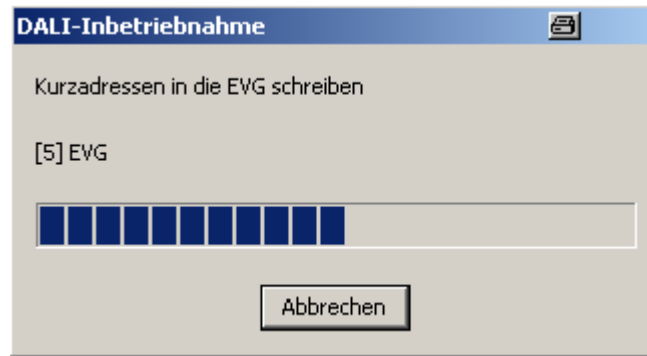 DALI-Inbetriebnahme
Kurzadressen in die EVG schreiben
[5] EVG
Abbrechen